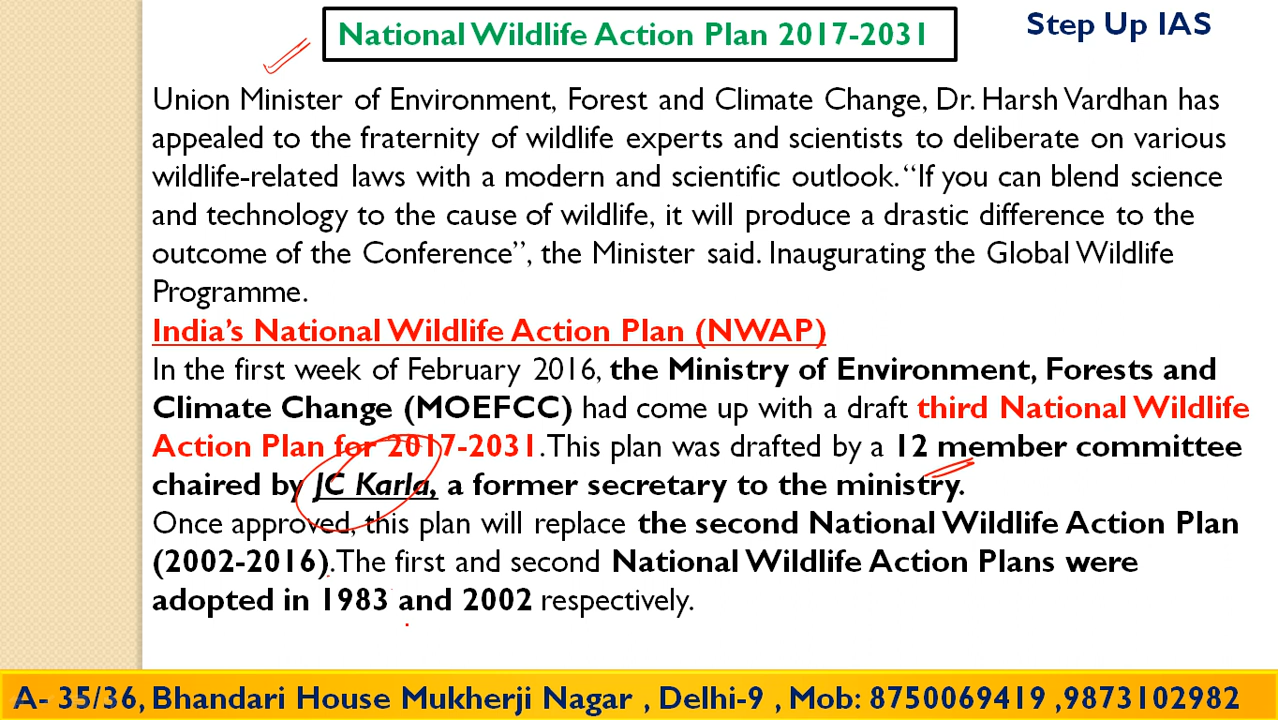 National Wildlife Action Plan 2017-2031
Step Up IAS
Union Minister of Environment, Forest and Climate Change, Dr. Harsh Vardhan has
appealed to the fraternity of wildlife experts and scientists to deliberate on various
wildlife-related laws with a modern and scientific outlook. “If you can blend science
and technology to the cause of wildlife, it will produce a drastic difference to the
outcome of the Conference”, the Minister said. Inaugurating the Global Wildlife
Programme.
India’s National Wildlife Action Plan (NWAP)
In the first week of February 2016, the Ministry of Environment, Forests and
Climate Change (MOEFCC) had come up with a draft third National Wildlife
Action Plan for 2017-2031. This plan was drafted by a 12 member committee
chaired by JC Karla, a former secretary to the ministry.
Once approved, this plan will replace the second National Wildlife Action Plan
(2002-2016). The first and second National Wildlife Action Plans were
adopted in 1983 and 2002 respectively.
A- 35/36, Bhandari House Mukherji Nagar , Delhi-9 , Mob: 8750069419 ,9873102982